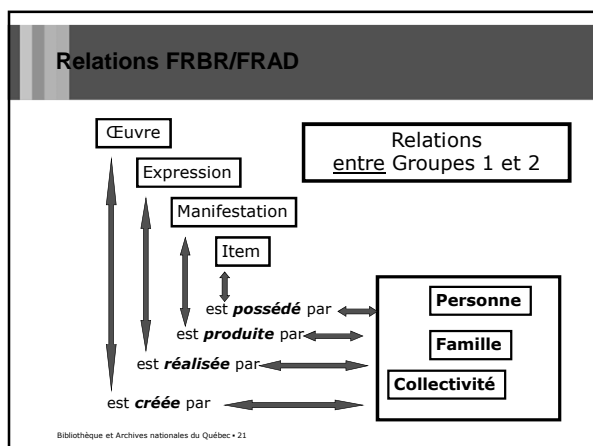 Relations FRBR/FRAD
Œuvre
Relations
entre Groupes 1 et 2
Expression
Manifestation
Item
est possédé par
Personne
est produite par
Famille
est réalisée par
Collectivité
est créée par
Bibliothèque et Archives nationales du Québec • 21